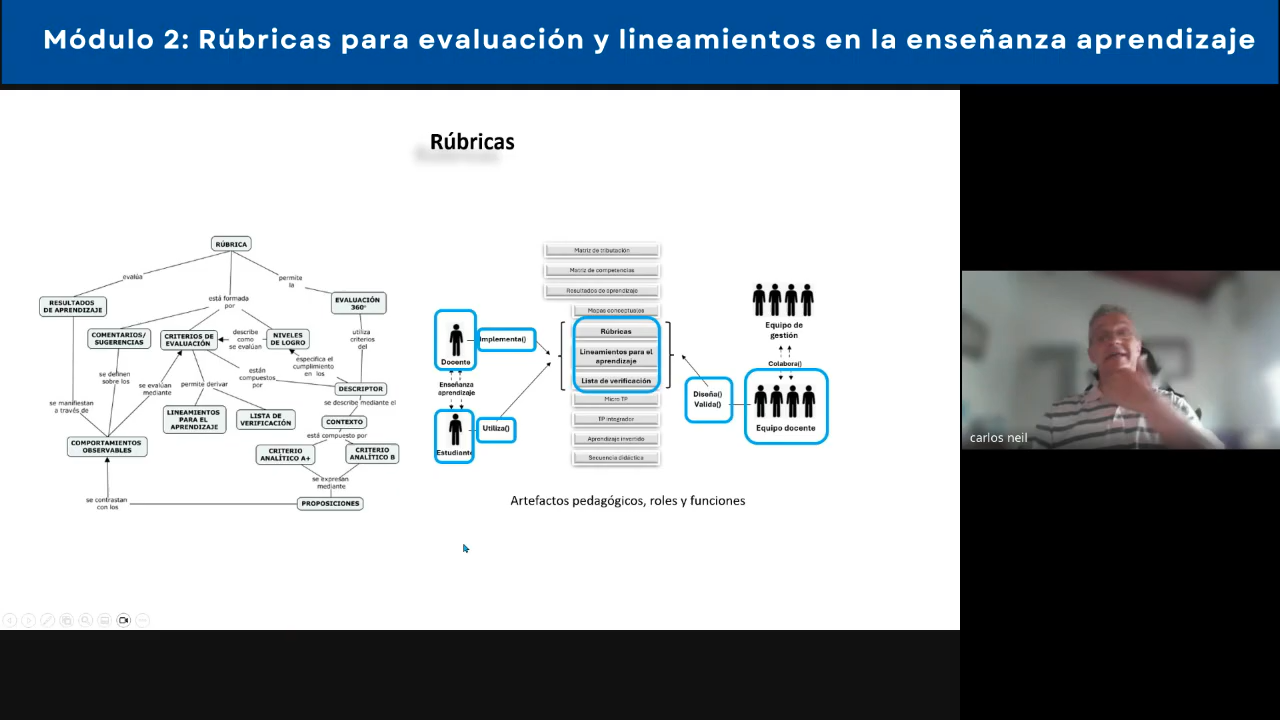 Módulo 2: Rúbricas para evaluación y lineamientos en la enseñanza aprendizaje
Rúbricas
RÚBRICA
evalúa
permite
la
está formada
por
RESULTADOS
DE APRENDIZAJE
EVALUACIÓN
360°
COMENTARIOS/
SUGERENCIAS
CRITERIOS DE
EVALUACIÓN
describe
como
se evalúan
NIVELES
DE LOGRO
utiliza
criterios
del
se definen
sobre los
se evalúan
mediante
permite derivar
están
compuestos
por
especifica el
cumplimiento
en los
DESCRIPTOR
se describe mediante el
se manifiestan
a través de
LINEAMIENTOS
PARA EL
APRENDIZAJE
LISTA DE
VERIFICACIÓN
CONTEXTO
está compuesto por
COMPORTAMIENTOS
OBSERVABLES
CRITERIO
ANALÍTICO A+
CRITERIO
ANALÍTICO B
se expresan
mediante
se contrastan
con los
PROPOSICIONES
Matriz de tributación
Matriz de competencias
Resultados de aprendizaje
Mapas conceptuales
Rúbricas
Lineamientos para el
aprendizaje
Lista de verificación
Micro TP
TP integrador
Aprendizaje invertido
Secuencia didáctica
Docente
Implementa()
Enseñanza
aprendizaje
Utiliza()
Estudiante
Diseña()
Valida()
Equipo de
gestión
Colabora()
Equipo docente
Artefactos pedagógicos, roles y funciones
carlos neil